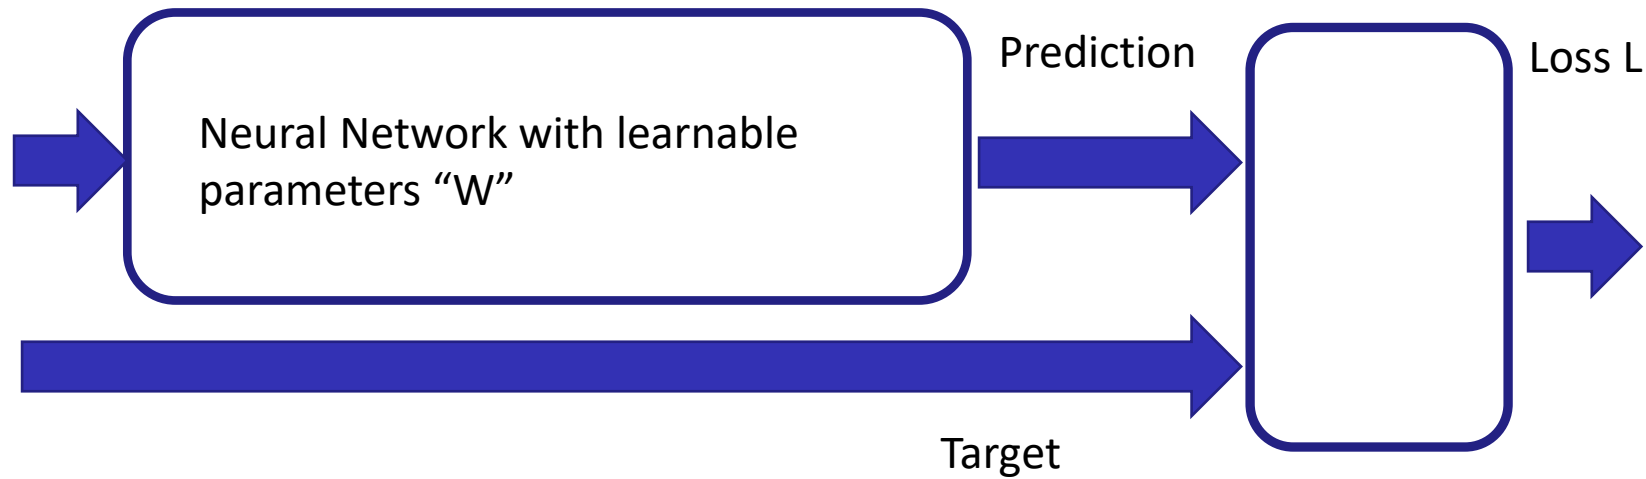 Prediction
Loss L
Neural Network with learnable
parameters “W”
Target